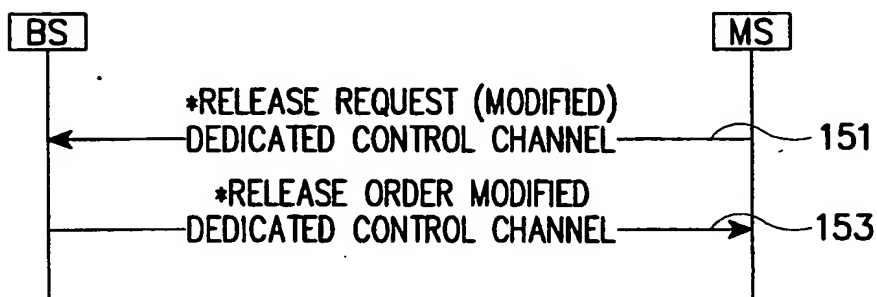 BS
MS
*RELEASE REQUEST (MODIFIED)
DEDICATED CONTROL CHANNEL
151
*RELEASE ORDER MODIFIED
DEDICATED CONTROL CHANNEL
153